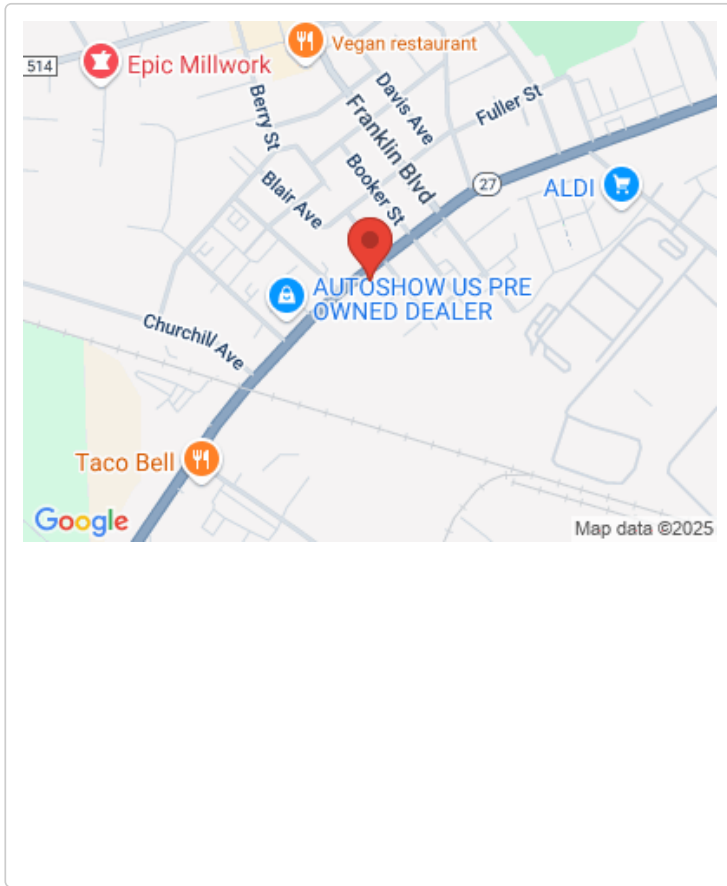 Vegan restaurant
514
Epic Millwork
Davis Ave
Berry St
Franklin Blvd
Fuller St
Booker St
Blair Ave
27
ALDI
AUTOSHOW US PRE
OWNED DEALER
Churchill Ave
Taco Bell
Google
Map data ©2025